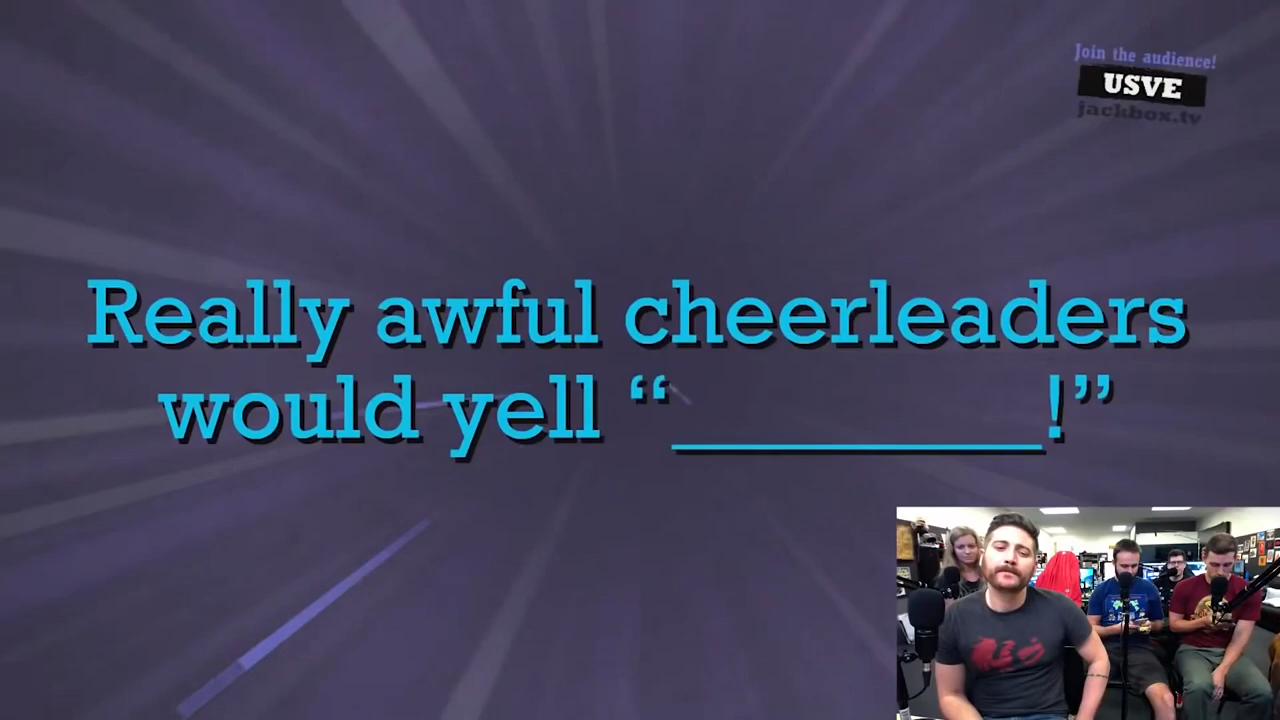 Join the audience!
USVE
jackbox.tv
Really awful cheerleaders
would yell “________!”